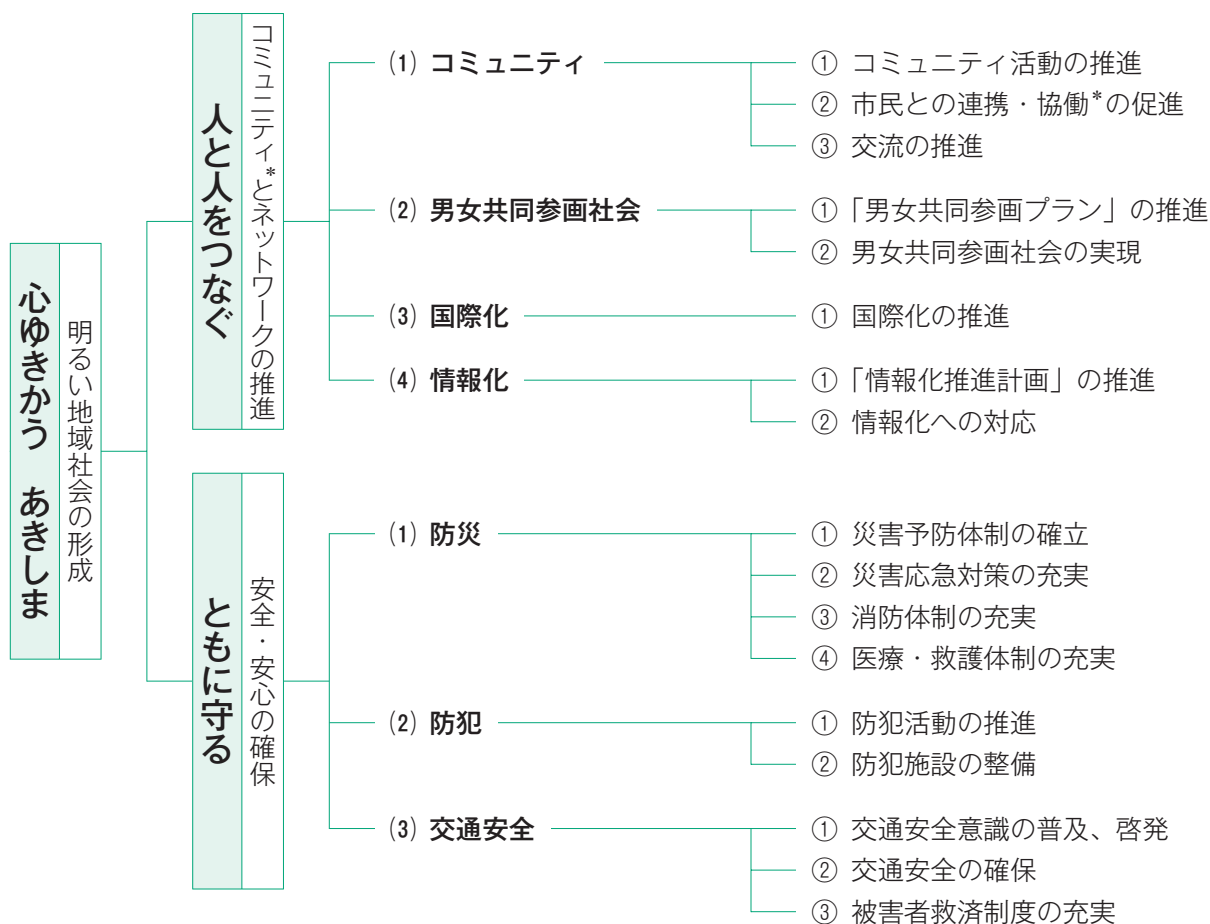 心ゆきかう　あきしま
明るい地域社会の形成
人と人をつなぐ
コミュニティ*とネットワークの推進
(1) コミュニティ
① コミュニティ活動の推進
② 市民との連携・協働*の促進
③ 交流の推進
(2) 男女共同参画社会
①「男女共同参画プラン」の推進
② 男女共同参画社会の実現
(3) 国際化
① 国際化の推進
(4) 情報化
①「情報化推進計画」の推進
② 情報化への対応
ともに守る
安全・安心の確保
(1) 防災
① 災害予防体制の確立
② 災害応急対策の充実
③ 消防体制の充実
④ 医療・救護体制の充実
(2) 防犯
① 防犯活動の推進
② 防犯施設の整備
(3) 交通安全
① 交通安全意識の普及、啓発
② 交通安全の確保
③ 被害者救済制度の充実